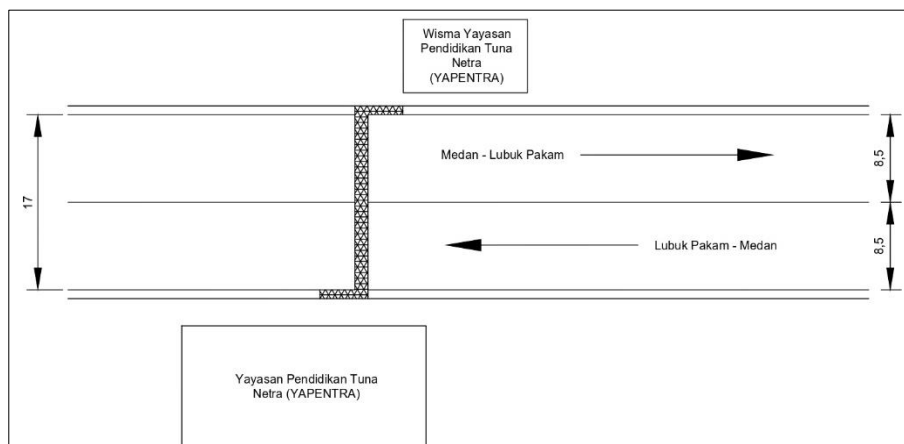 Wisma Yayasan
Pendidikan Tuna
Netra
(YAPENTRA)
Medan - Lubuk Pakam
8,5
17
Lubuk Pakam - Medan
8,5
Yayasan Pendidikan Tuna
Netra (YAPENTRA)